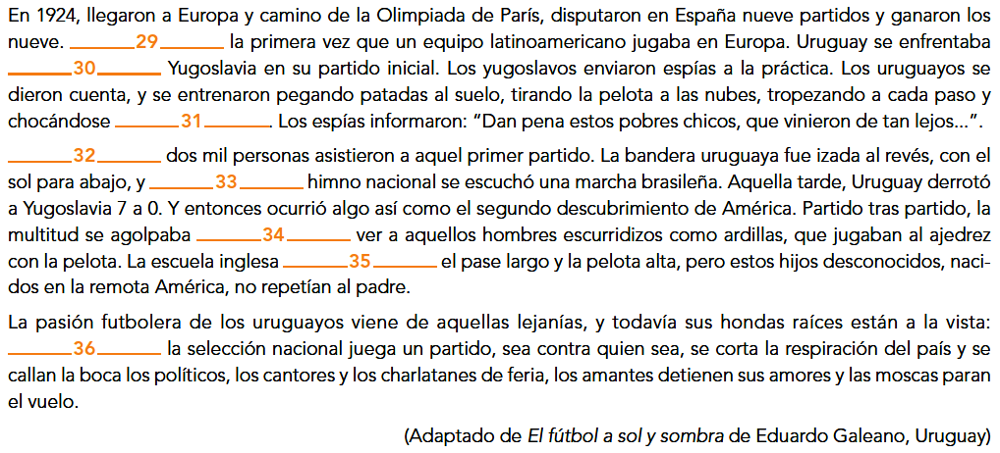 En 1924, llegaron a Europa y camino de la Olimpiada de París, disputaron en España nueve partidos y ganaron los
nueve. ______29______ la primera vez que un equipo latinoamericano jugaba en Europa. Uruguay se enfrentaba
______30______ Yugoslavia en su partido inicial. Los yugoslavos enviaron espías a la práctica. Los uruguayos se
dieron cuenta, y se entrenaron pegando patadas al suelo, tirando la pelota a las nubes, tropezando a cada paso y
chocándose ______31______. Los espías informaron: “Dan pena estos pobres chicos, que vinieron de tan lejos...”.
______32______ dos mil personas asistieron a aquel primer partido. La bandera uruguaya fue izada al revés, con el
sol para abajo, y ______33______ himno nacional se escuchó una marcha brasileña. Aquella tarde, Uruguay derrotó
a Yugoslavia 7 a 0. Y entonces ocurrió algo así como el segundo descubrimiento de América. Partido tras partido, la
multitud se agolpaba ______34______ ver a aquellos hombres escurridizos como ardillas, que jugaban al ajedrez
con la pelota. La escuela inglesa ______35______ el pase largo y la pelota alta, pero estos hijos desconocidos, naci-
dos en la remota América, no repetían al padre.
La pasión futbolera de los uruguayos viene de aquellas lejanías, y todavía sus hondas raíces están a la vista:
______36______ la selección nacional juega un partido, sea contra quien sea, se corta la respiración del país y se
callan la boca los políticos, los cantores y los charlatanes de feria, los amantes detienen sus amores y las moscas paran
el vuelo.
(Adaptado de El fútbol a sol y sombra de Eduardo Galeano, Uruguay)